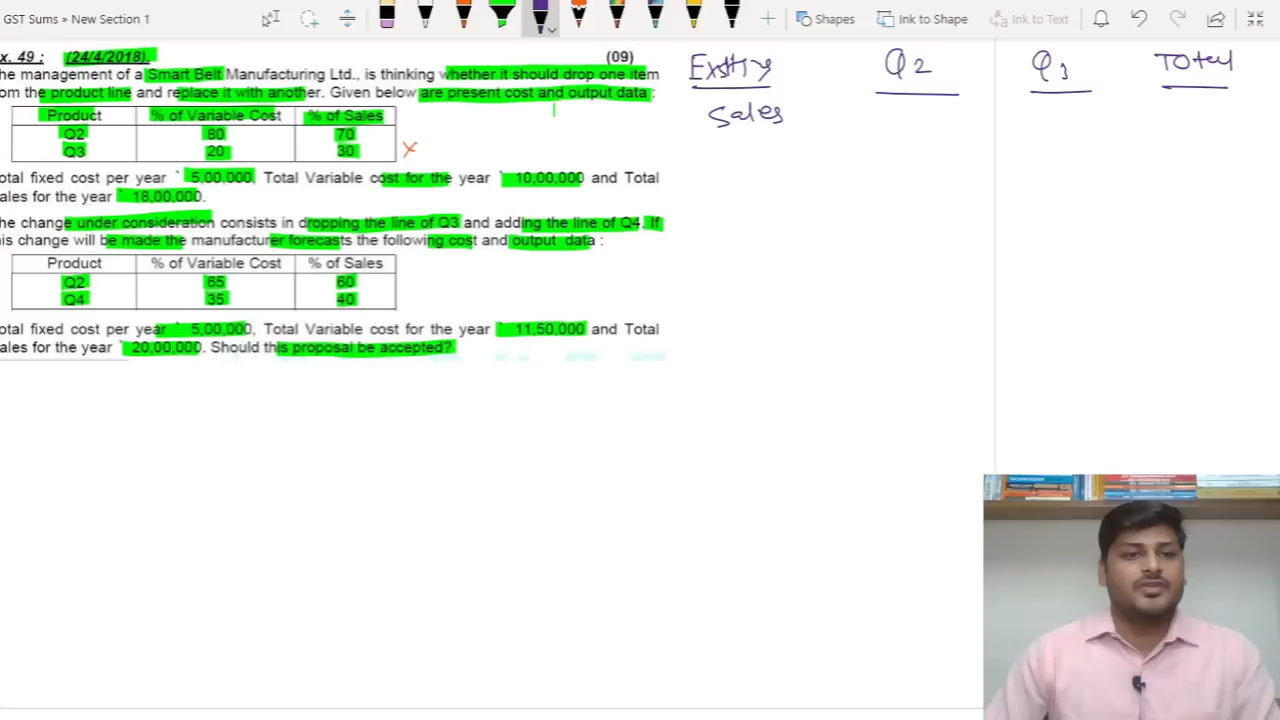 GST Sums » New Section 1
Shapes
Ink to Shape
Ink to Text
x. 49 : (24/4/2018). (09)
he management of a Smart Belt Manufacturing Ltd., is thinking whether it should drop one item
om the product line and replace it with another. Given below are present cost and output data :
Product % of Variable Cost % of Sales
Q2 80 70
Q3 20 30
otal fixed cost per year ` 5,00,000, Total Variable cost for the year ` 10,00,000 and Total
ales for the year ` 18,00,000.
he change under consideration consists in dropping the line of Q3 and adding the line of Q4. If
is change will be made the manufacturer forecasts the following cost and output data :
Product % of Variable Cost % of Sales
Q2 65 60
Q4 35 40
otal fixed cost per year ` 5,00,000, Total Variable cost for the year ` 11,50,000 and Total
ales for the year ` 20,00,000. Should this proposal be accepted?
Q2 Q3 Total
Sales